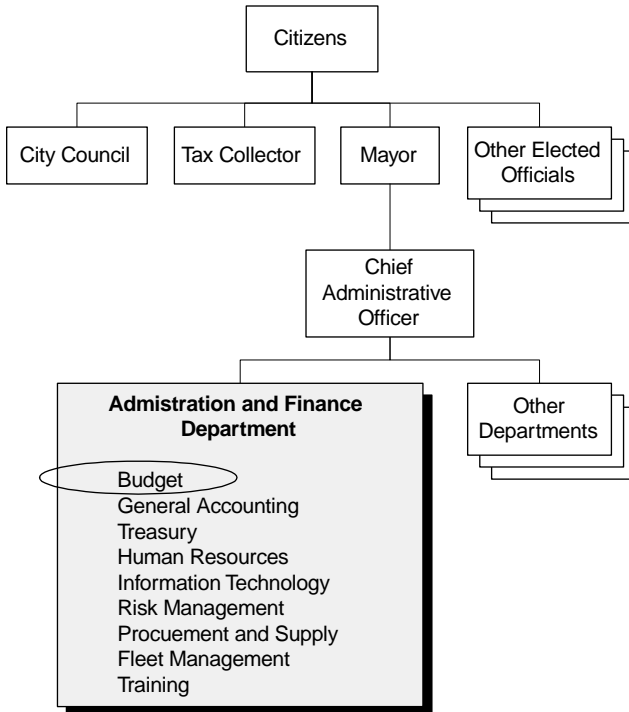 Citizens
City Council
Tax Collector
Mayor
Other Elected
Officials
Chief
Administrative
Officer
Admistration and Finance
Department
Budget
General Accounting
Treasury
Human Resources
Information Technology
Risk Management
Procuement and Supply
Fleet Management
Training
Other
Departments